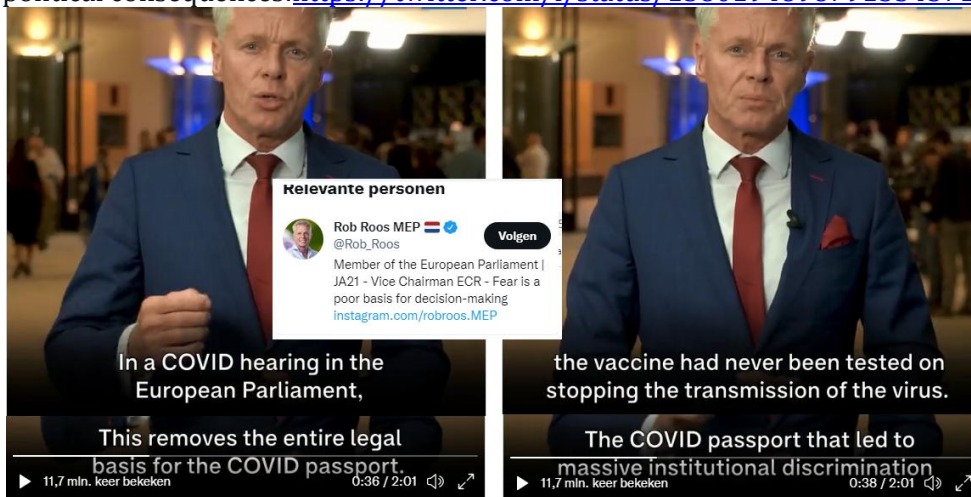 political consequences.
In a COVID hearing in the
European Parliament,
This removes the entire legal
basis for the COVID passport.
11,7 mln. keer bekeken
0:36 / 2:01
Relevante personen
Rob Roos MEP
@Rob_Roos
Volgen
Member of the European Parliament |
JA21 - Vice Chairman ECR - Fear is a
poor basis for decision-making
instagram.com/robroos.MEP
the vaccine had never been tested on
stopping the transmission of the virus.
The COVID passport that led to
massive institutional discrimination
11,7 mln. keer bekeken
0:38 / 2:01